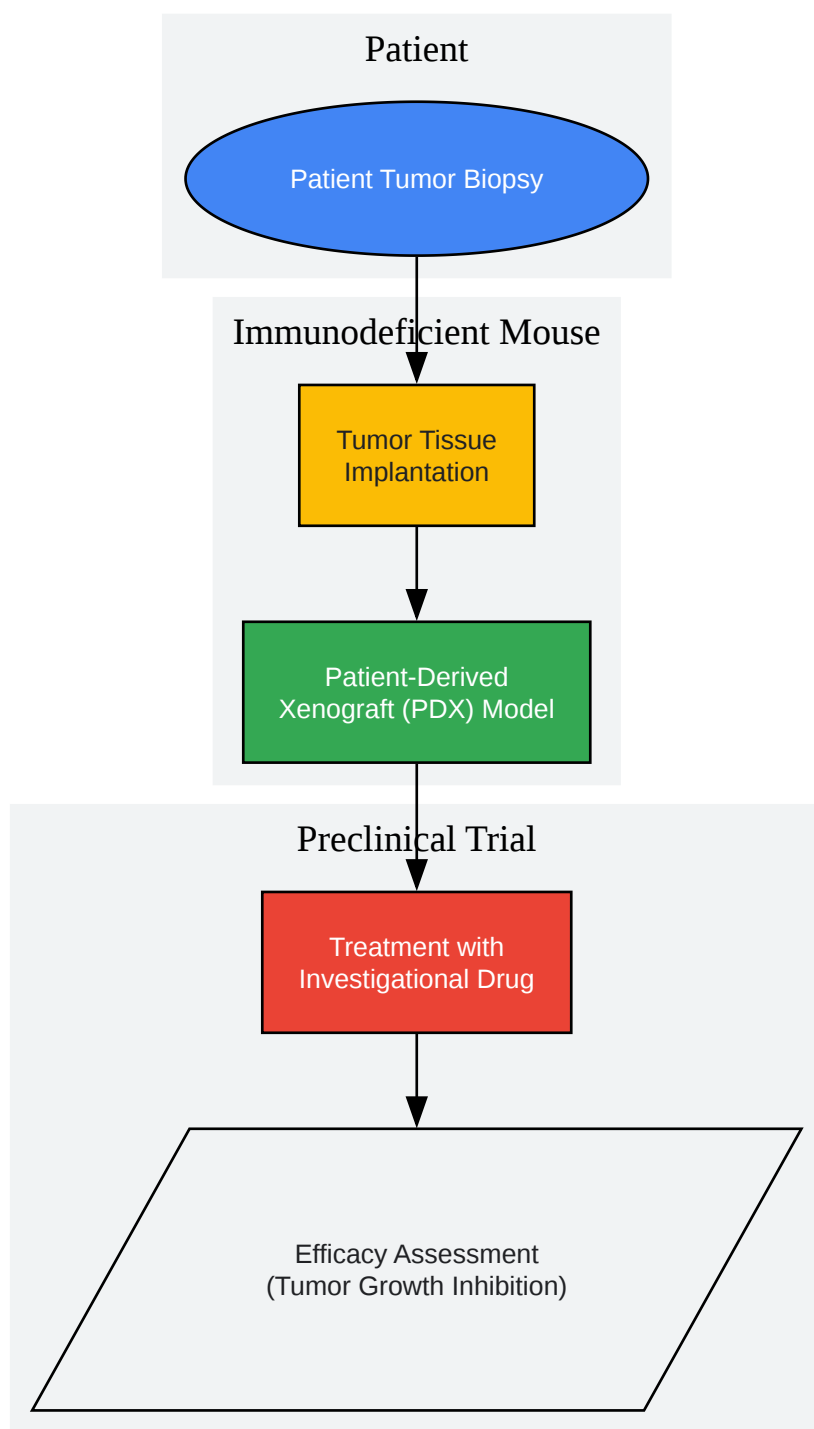 Patient
Patient Tumor Biopsy
Immunodeficient Mouse
Tumor Tissue
Implantation
Patient-Derived
Xenograft (PDX) Model
Preclinical Trial
Treatment with
Investigational Drug
Efficacy Assessment
(Tumor Growth Inhibition)